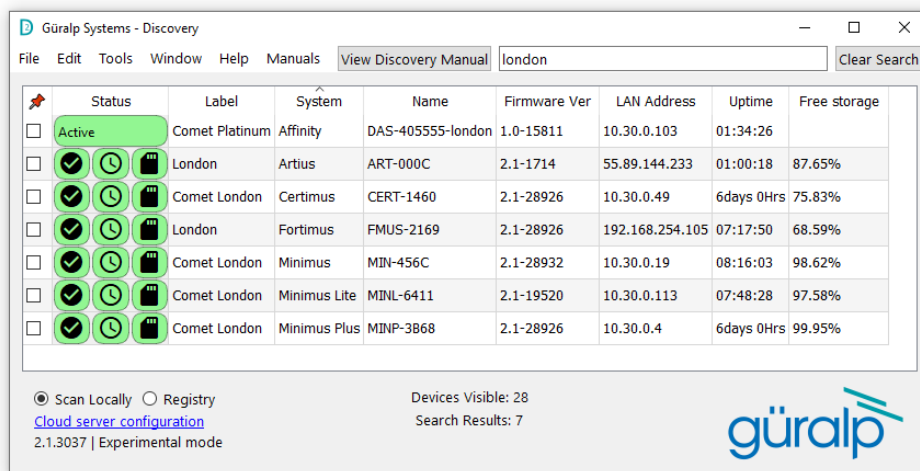 Güralp Systems - Discovery
File Edit Tools Window Help Manuals View Discovery Manual london Clear Search
Status Label System Name Firmware Ver LAN Address Uptime Free storage
Active Comet Platinum Affinity DAS-405555-london 1.0-15811 10.30.0.103 01:34:26
London Artius ART-000C 2.1-1714 55.89.144.233 01:00:18 87.65%
Comet London Certimus CERT-1460 2.1-28926 10.30.0.49 6days 0Hrs 75.83%
London Fortimus FMUS-2169 2.1-28926 192.168.254.105 07:17:50 68.59%
Comet London Minimus MIN-456C 2.1-28932 10.30.0.19 08:16:03 98.62%
Comet London Minimus Lite MINL-6411 2.1-19520 10.30.0.113 07:48:28 97.58%
Comet London Minimus Plus MINP-3B68 2.1-28926 10.30.0.4 6days 0Hrs 99.95%
Scan Locally Registry Devices Visible: 28
Cloud server configuration Search Results: 7
2.1.3037 | Experimental mode
güralp